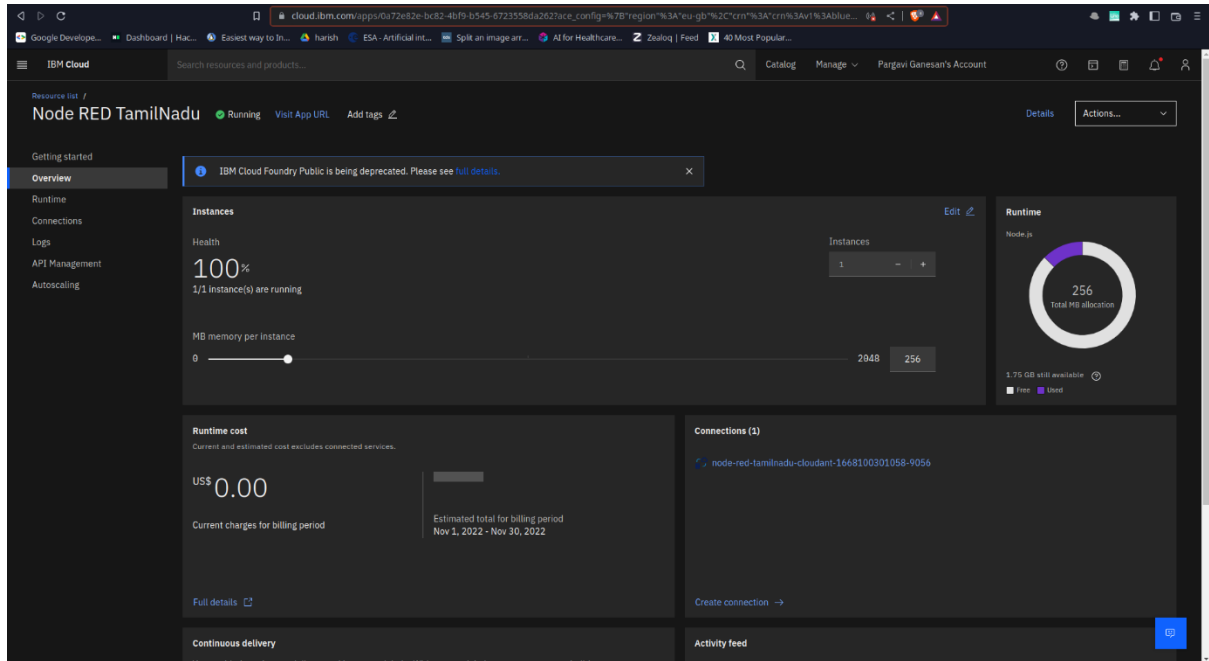 cloud.ibm.com/apps/0a72e82e-bc82-4bf9-b545-6723558da262?ace_config=%7B"region"%3A"eu-gb"%2C"crn"%3A"crn%3Av1%3Ablue...
Google Develope... Dashboard | Hac... Easiest way to In... harish ESA - Artificial int... Split an image arr... AI for Healthcare... Zealoq | Feed 40 Most Popular...
IBM Cloud Search resources and products... Catalog Manage Pargavi Ganesan's Account
Resource list /
Node RED TamilNadu Running Visit App URL Add tags Details Actions...
Getting started
Overview
Runtime
Connections
Logs
API Management
Autoscaling
IBM Cloud Foundry Public is being deprecated. Please see full details.
Instances Edit
Health Instances
100% 1 - +
1/1 instance(s) are running
MB memory per instance
0 2048 256
Runtime
Node.js
256
Total MB allocation
1.75 GB still available
Free Used
Runtime cost
Current and estimated cost excludes connected services.
US$ 0.00
Current charges for billing period
Estimated total for billing period
Nov 1, 2022 - Nov 30, 2022
Full details
Connections (1)
node-red-tamilnadu-cloudant-1668100301058-9056
Create connection →
Continuous delivery
Activity feed